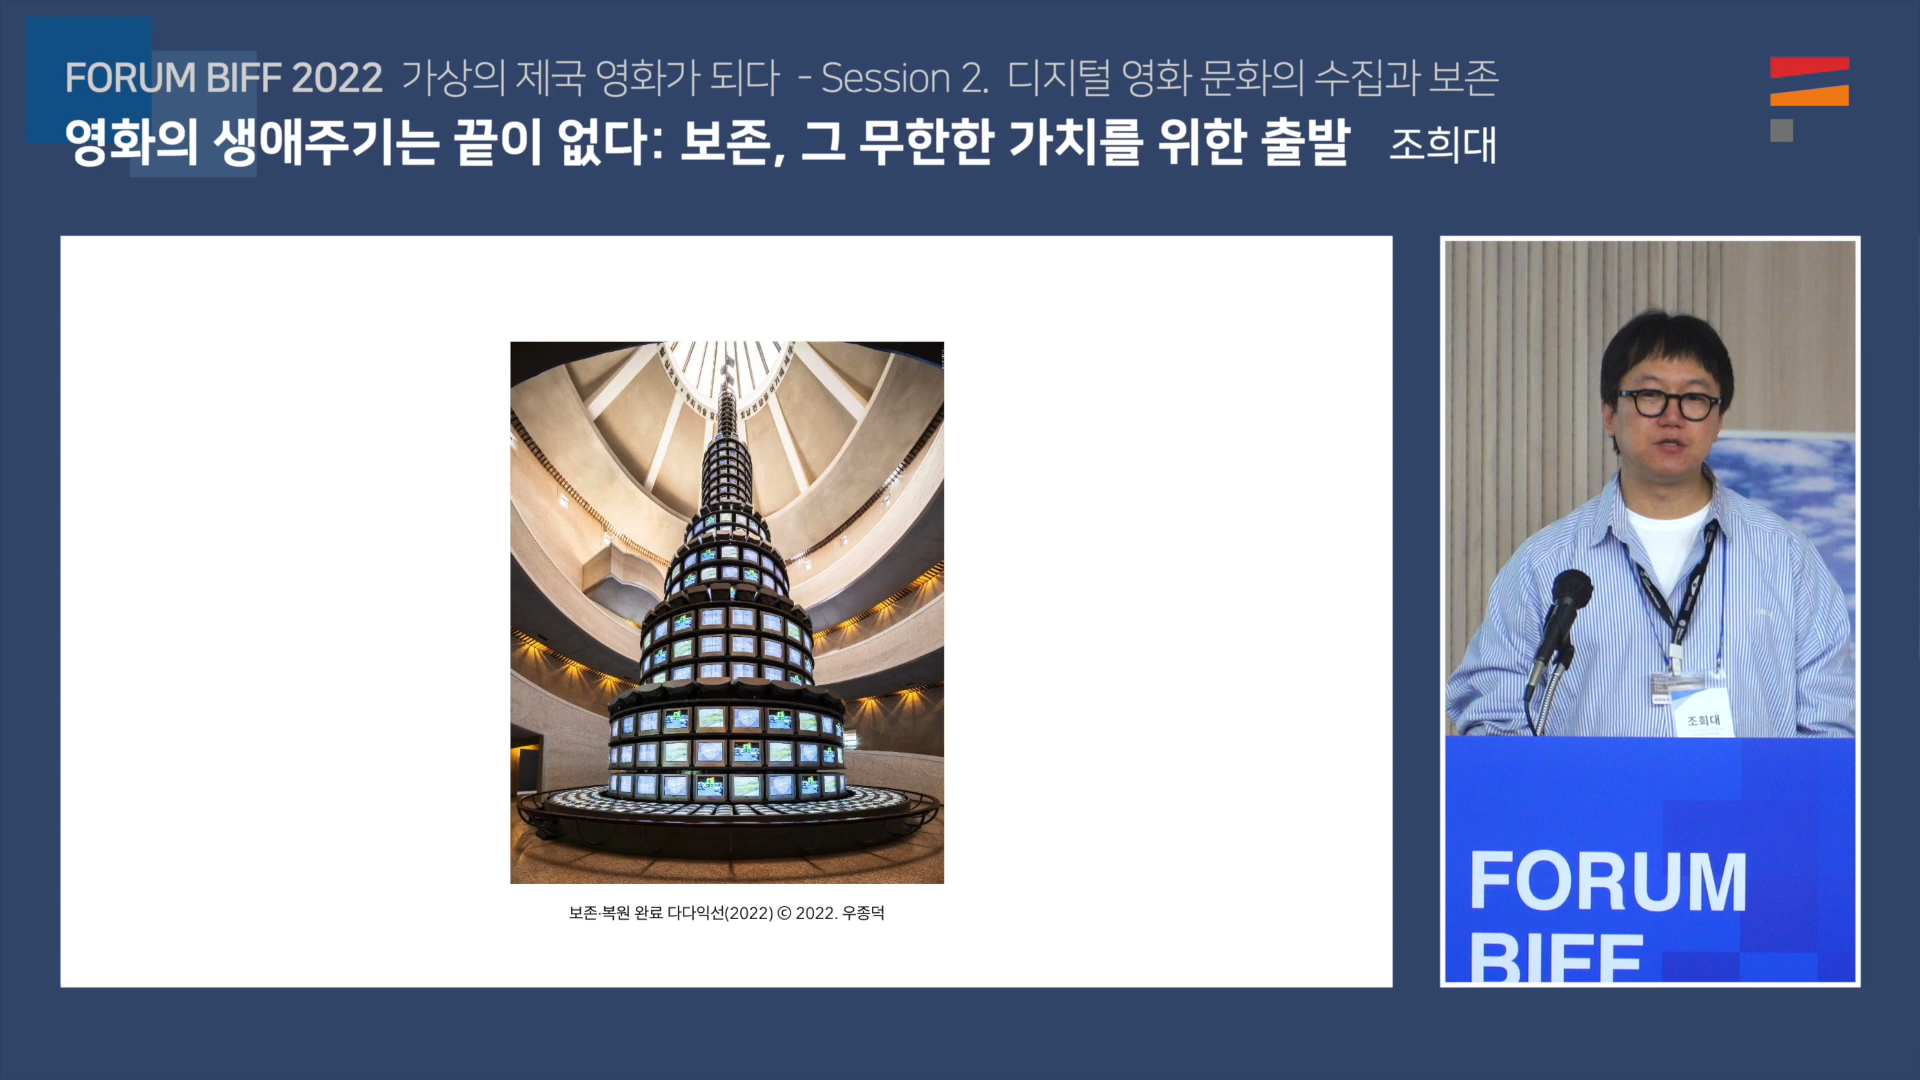 FORUM BIFF 2022 가상의 제국 영화가 되다 - Session 2. 디지털 영화 문화의 수집과 보존
영화의 생애주기는 끝이 없다: 보존, 그 무한한 가치를 위한 출발 조희대
보존·복원 완료 다다익선(2022) ⓒ 2022. 우종덕
조희대
FORUM
BIFF